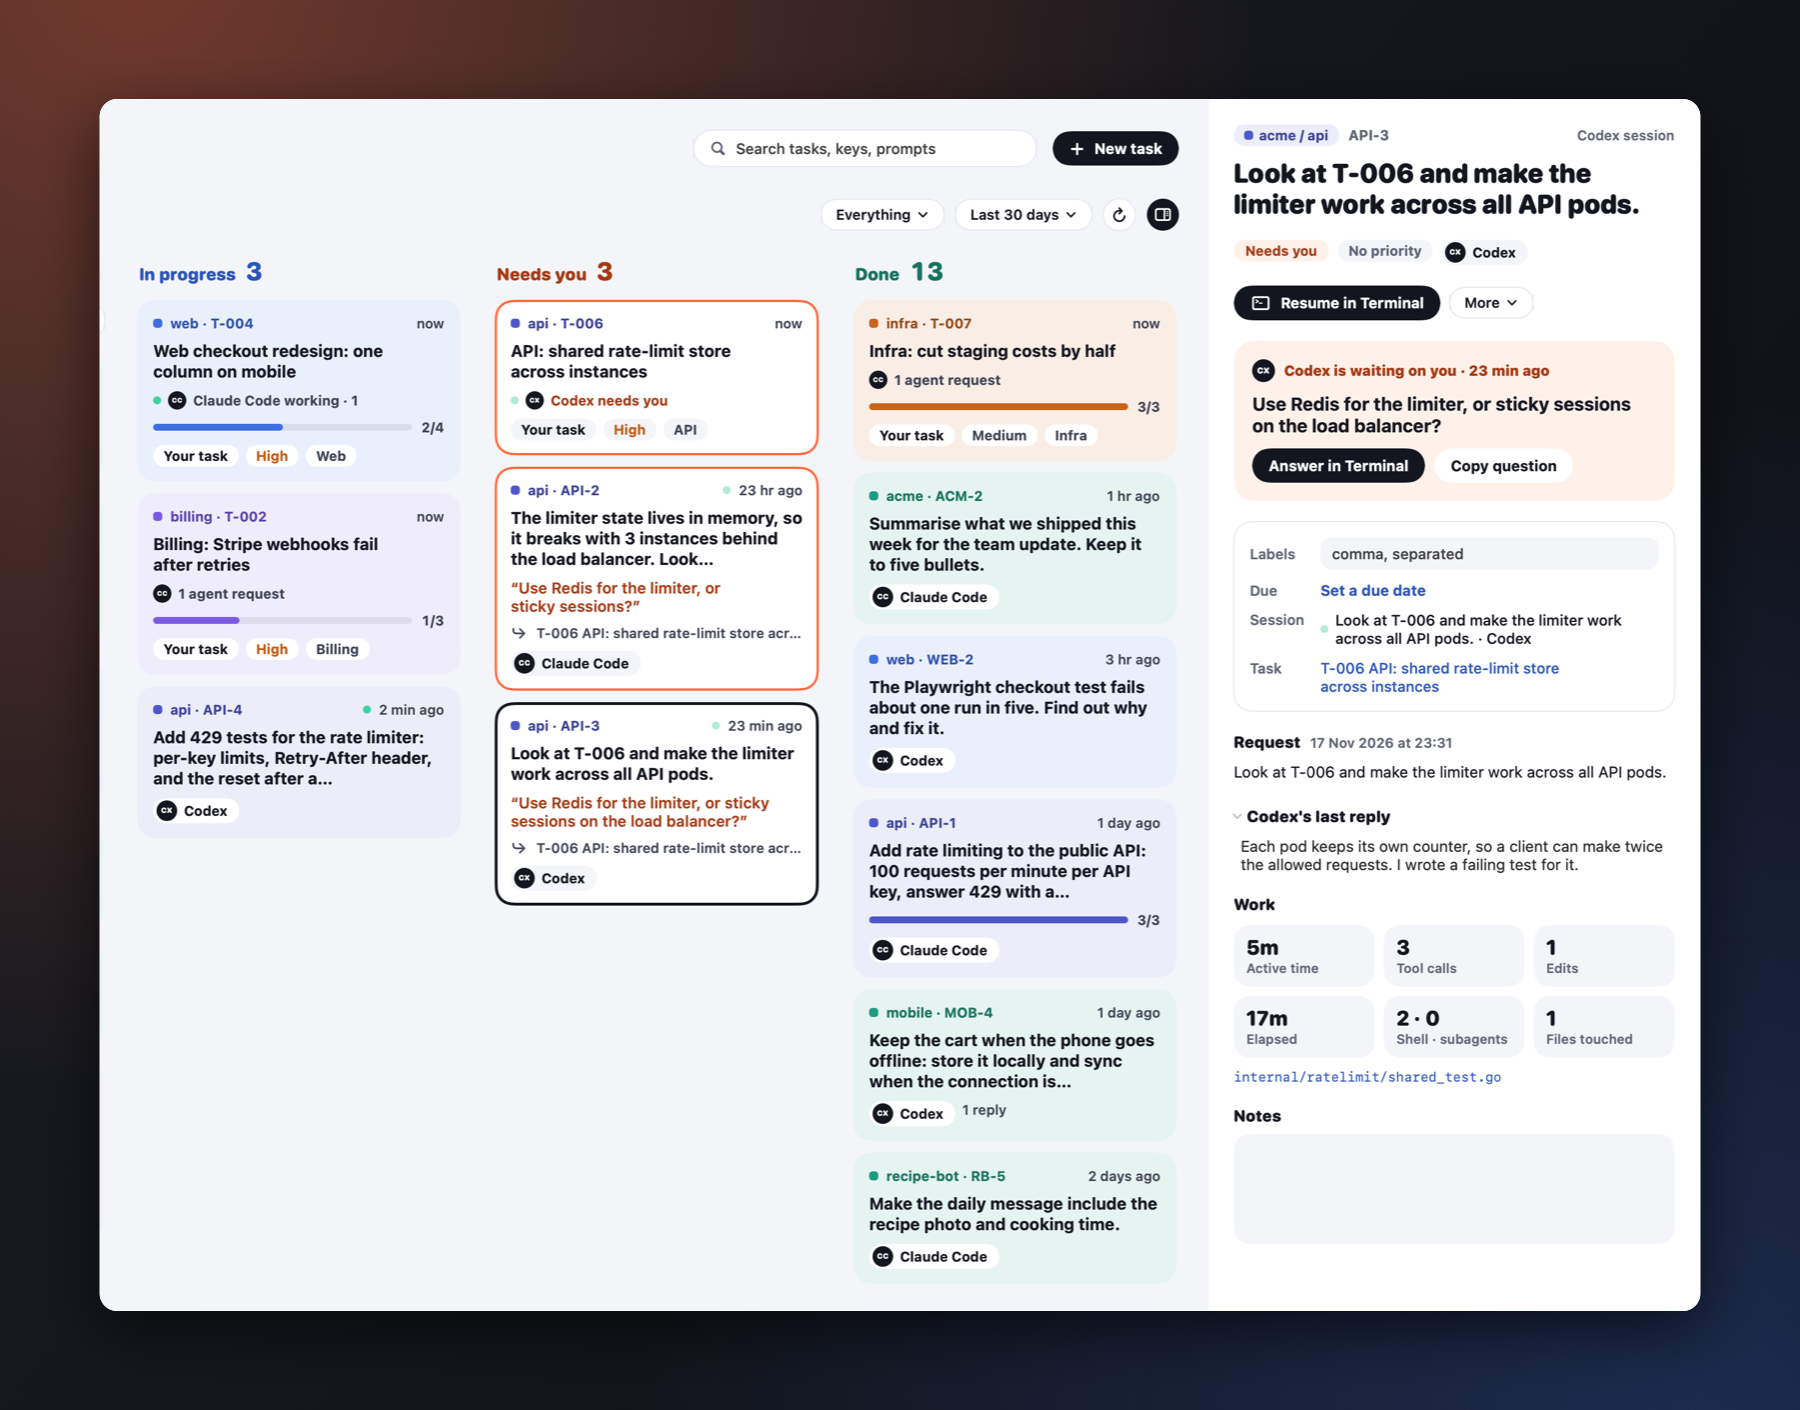 Search tasks, keys, prompts
New task
Everything
Last 30 days
In progress 3
web · T-004
now
Web checkout redesign: one
column on mobile
cc Claude Code working · 1
2/4
Your task
High
Web
billing · T-002
now
Billing: Stripe webhooks fail
after retries
cc 1 agent request
1/3
Your task
High
Billing
api · API-4
2 min ago
Add 429 tests for the rate limiter:
per-key limits, Retry-After header,
and the reset after a...
cx Codex
Needs you 3
api · T-006
now
API: shared rate-limit store
across instances
cx Codex needs you
Your task
High
API
api · API-2
23 hr ago
The limiter state lives in memory, so
it breaks with 3 instances behind
the load balancer. Look...
“Use Redis for the limiter, or
sticky sessions?”
T-006 API: shared rate-limit store acr...
cc Claude Code
api · API-3
23 min ago
Look at T-006 and make the limiter
work across all API pods.
“Use Redis for the limiter, or sticky
sessions on the load balancer?”
T-006 API: shared rate-limit store acr...
cx Codex
Done 13
infra · T-007
now
Infra: cut staging costs by half
cc 1 agent request
3/3
Your task
Medium
Infra
acme · ACM-2
1 hr ago
Summarise what we shipped this
week for the team update. Keep it
to five bullets.
cc Claude Code
web · WEB-2
3 hr ago
The Playwright checkout test fails
about one run in five. Find out why
and fix it.
cx Codex
api · API-1
1 day ago
Add rate limiting to the public API:
100 requests per minute per API
key, answer 429 with a...
3/3
cc Claude Code
mobile · MOB-4
1 day ago
Keep the cart when the phone goes
offline: store it locally and sync
when the connection is...
cx Codex
1 reply
recipe-bot · RB-5
2 days ago
Make the daily message include the
recipe photo and cooking time.
cc Claude Code
acme / api
API-3
Codex session
Look at T-006 and make the
limiter work across all API pods.
Needs you
No priority
cx Codex
Resume in Terminal
More
cx Codex is waiting on you · 23 min ago
Use Redis for the limiter, or sticky sessions
on the load balancer?
Answer in Terminal
Copy question
Labels
comma, separated
Due
Set a due date
Session
Look at T-006 and make the limiter work
across all API pods. · Codex
Task
T-006 API: shared rate-limit store
across instances
Request 17 Nov 2026 at 23:31
Look at T-006 and make the limiter work across all API pods.
Codex's last reply
Each pod keeps its own counter, so a client can make twice
the allowed requests. I wrote a failing test for it.
Work
5m
Active time
3
Tool calls
1
Edits
17m
Elapsed
2 · 0
Shell · subagents
1
Files touched
internal/ratelimit/shared_test.go
Notes